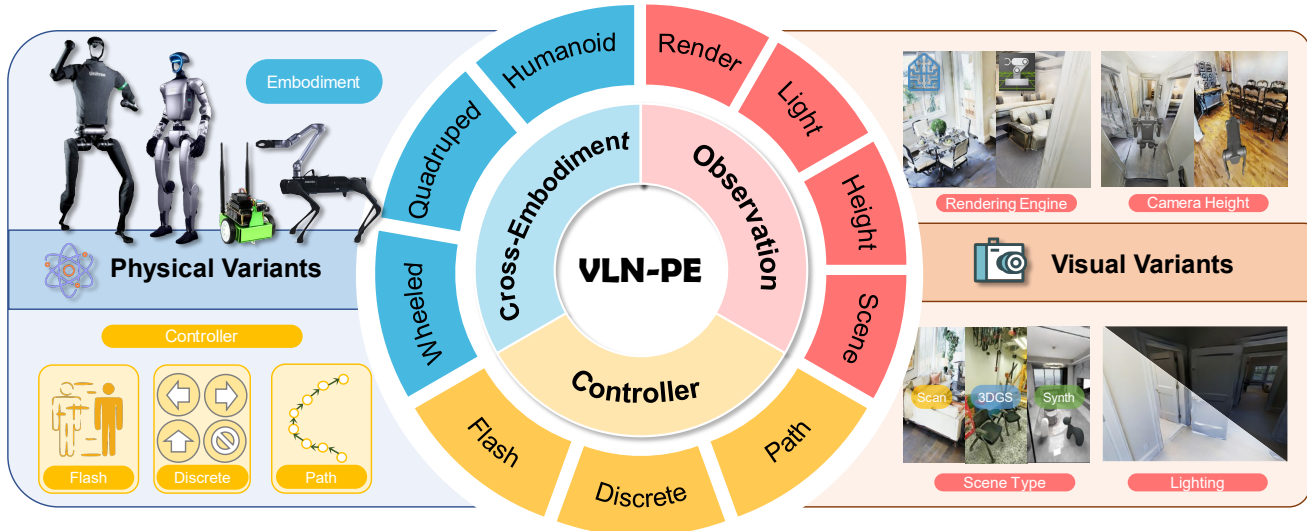 Embodiment
Physical Variants
Controller
Flash
Discrete
Path
Humanoid
Quadruped
Wheeled
Render
Light
Height
Scene
Flash
Discrete
Path
Cross-Embodiment
Observation
Controller
VLN-PE
Rendering Engine
Camera Height
Visual Variants
Scan
3DGS
Synth
Scene Type
Lighting